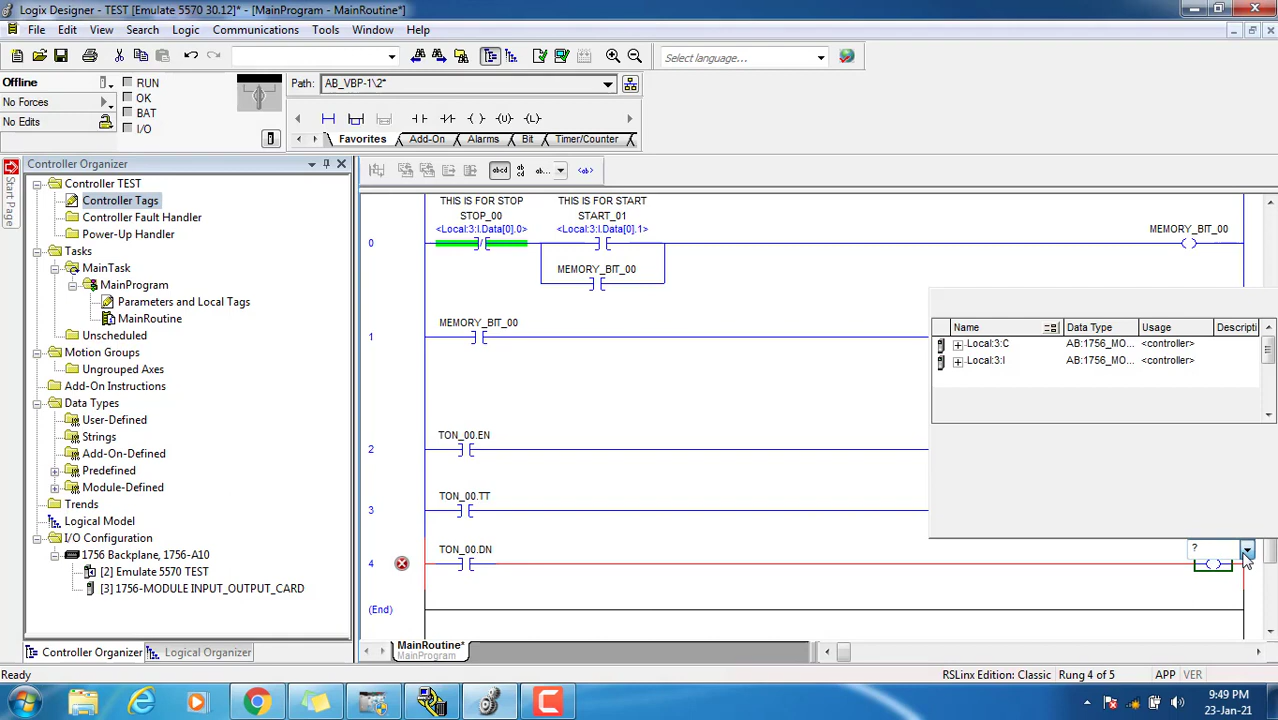 Logix Designer - TEST [Emulate 5570 30.12]* - [MainProgram - MainRoutine*]
File Edit View Search Logic Communications Tools Window Help
Select language...
Offline RUN
No Forces OK
No Edits BAT
I/O
Path: AB_VBP-1\2*
Favorites Add-On Alarms Bit Timer/Counter
Start Page
Controller Organizer
Controller TEST
Controller Tags
Controller Fault Handler
Power-Up Handler
Tasks
MainTask
MainProgram
Parameters and Local Tags
MainRoutine
Unscheduled
Motion Groups
Ungrouped Axes
Add-On Instructions
Data Types
User-Defined
Strings
Add-On-Defined
Predefined
Module-Defined
Trends
Logical Model
I/O Configuration
1756 Backplane, 1756-A10
[2] Emulate 5570 TEST
[3] 1756-MODULE INPUT_OUTPUT_CARD
Controller Organizer Logical Organizer
THIS IS FOR STOP THIS IS FOR START
STOP_00 START_01 MEMORY_BIT_00
<Local:3:I.Data[0].0> <Local:3:I.Data[0].1>
0
MEMORY_BIT_00
MEMORY_BIT_00
1
TON_00.EN
2
TON_00.TT
3
TON_00.DN
4
(End)
Name Data Type Usage Descripti
Local:3:C AB:1756_MO... <controller>
Local:3:I AB:1756_MO... <controller>
?
MainRoutine*
MainProgram
Ready RSLinx Edition: Classic Rung 4 of 5 APP VER
9:49 PM
23-Jan-21